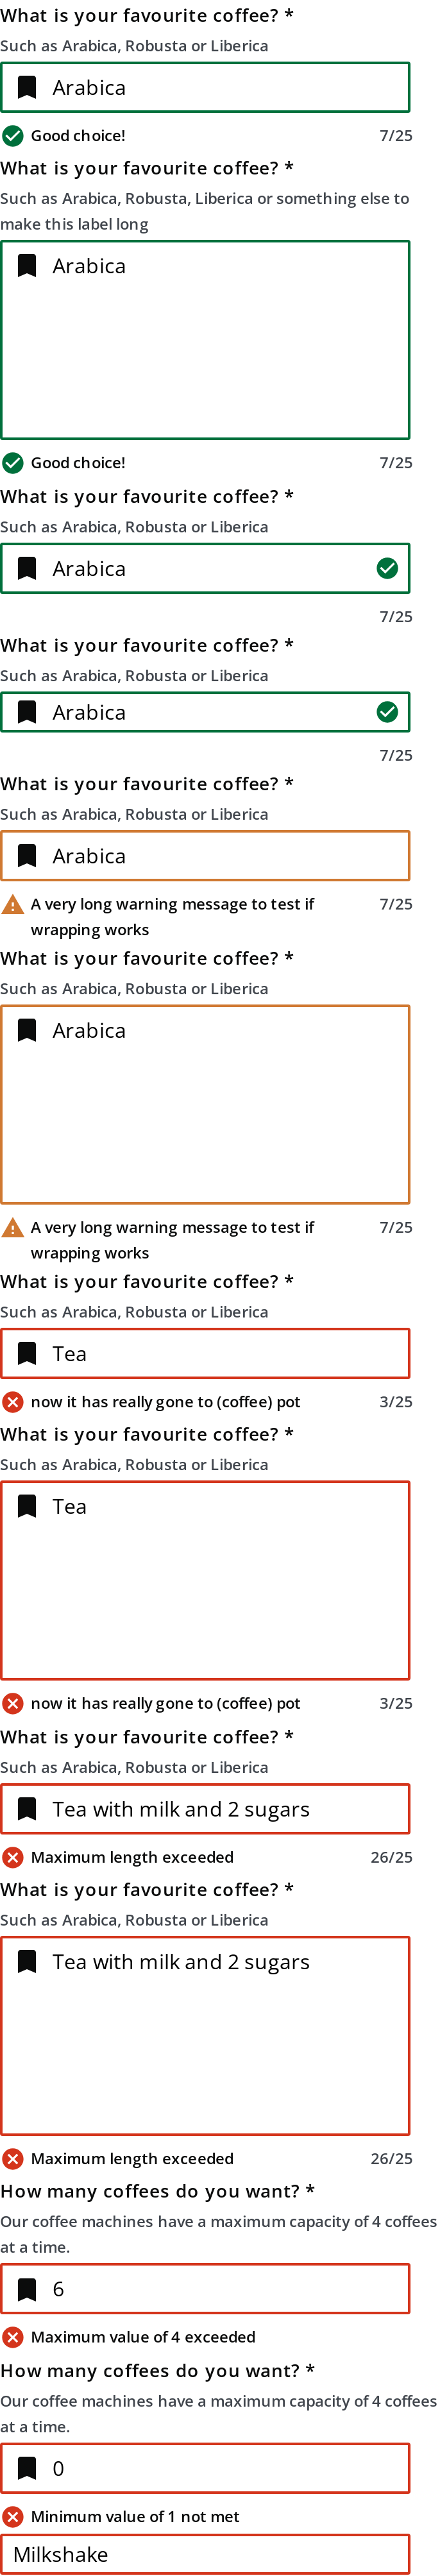 What is your favourite coffee? *
Such as Arabica, Robusta or Liberica
Arabica
Good choice! 7/25
What is your favourite coffee? *
Such as Arabica, Robusta, Liberica or something else to
make this label long
Arabica
Good choice! 7/25
What is your favourite coffee? *
Such as Arabica, Robusta or Liberica
Arabica
7/25
What is your favourite coffee? *
Such as Arabica, Robusta or Liberica
Arabica
7/25
What is your favourite coffee? *
Such as Arabica, Robusta or Liberica
Arabica
A very long warning message to test if 7/25
wrapping works
What is your favourite coffee? *
Such as Arabica, Robusta or Liberica
Arabica
A very long warning message to test if 7/25
wrapping works
What is your favourite coffee? *
Such as Arabica, Robusta or Liberica
Tea
now it has really gone to (coffee) pot 3/25
What is your favourite coffee? *
Such as Arabica, Robusta or Liberica
Tea
now it has really gone to (coffee) pot 3/25
What is your favourite coffee? *
Such as Arabica, Robusta or Liberica
Tea with milk and 2 sugars
Maximum length exceeded 26/25
What is your favourite coffee? *
Such as Arabica, Robusta or Liberica
Tea with milk and 2 sugars
Maximum length exceeded 26/25
How many coffees do you want? *
Our coffee machines have a maximum capacity of 4 coffees
at a time.
6
Maximum value of 4 exceeded
How many coffees do you want? *
Our coffee machines have a maximum capacity of 4 coffees
at a time.
0
Minimum value of 1 not met
Milkshake